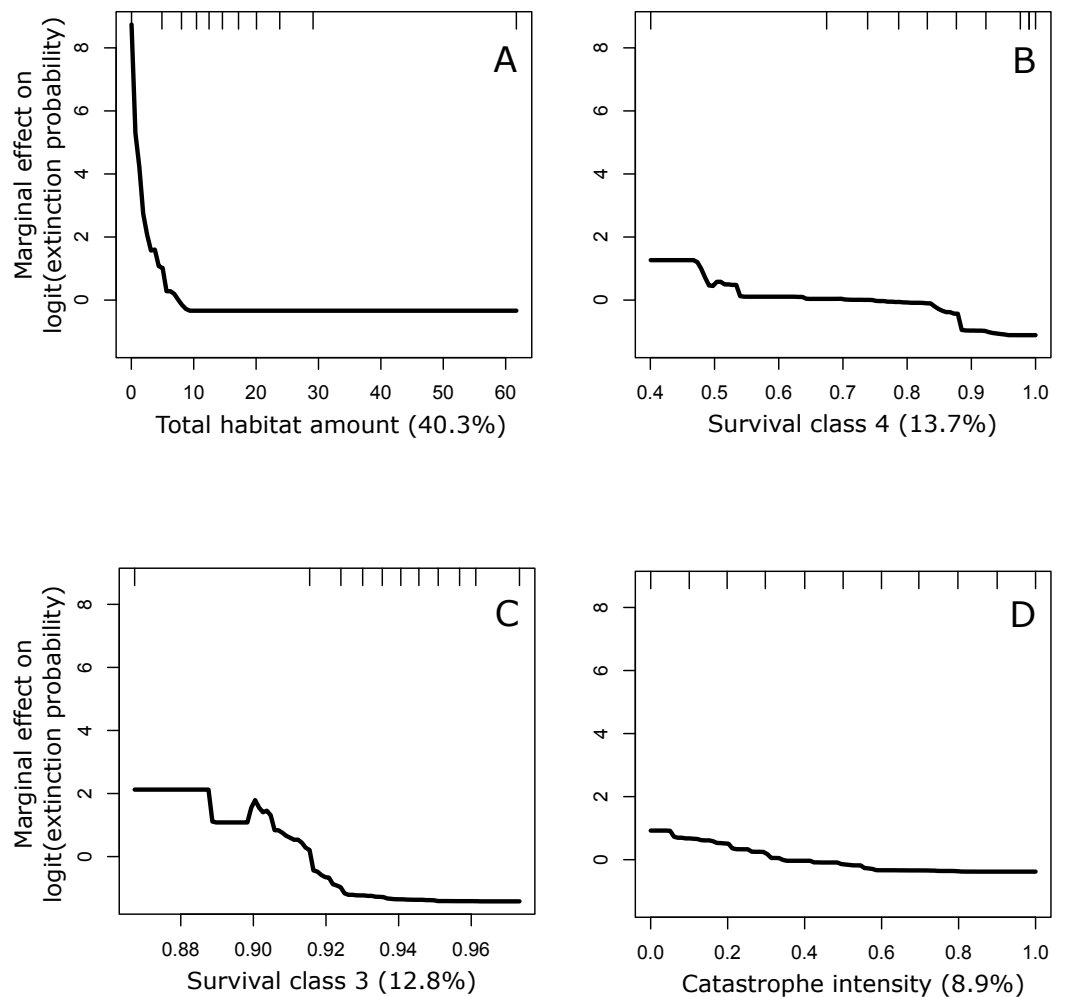 Marginal effect on
logit(extinction probability)
8
6
4
2
0
A
0 10 20 30 40 50 60
Total habitat amount (40.3%)
8
6
4
2
0
B
0.4 0.5 0.6 0.7 0.8 0.9 1.0
Survival class 4 (13.7%)
Marginal effect on
logit(extinction probability)
8
6
4
2
0
C
0.88 0.90 0.92 0.94 0.96
Survival class 3 (12.8%)
8
6
4
2
0
D
0.0 0.2 0.4 0.6 0.8 1.0
Catastrophe intensity (8.9%)